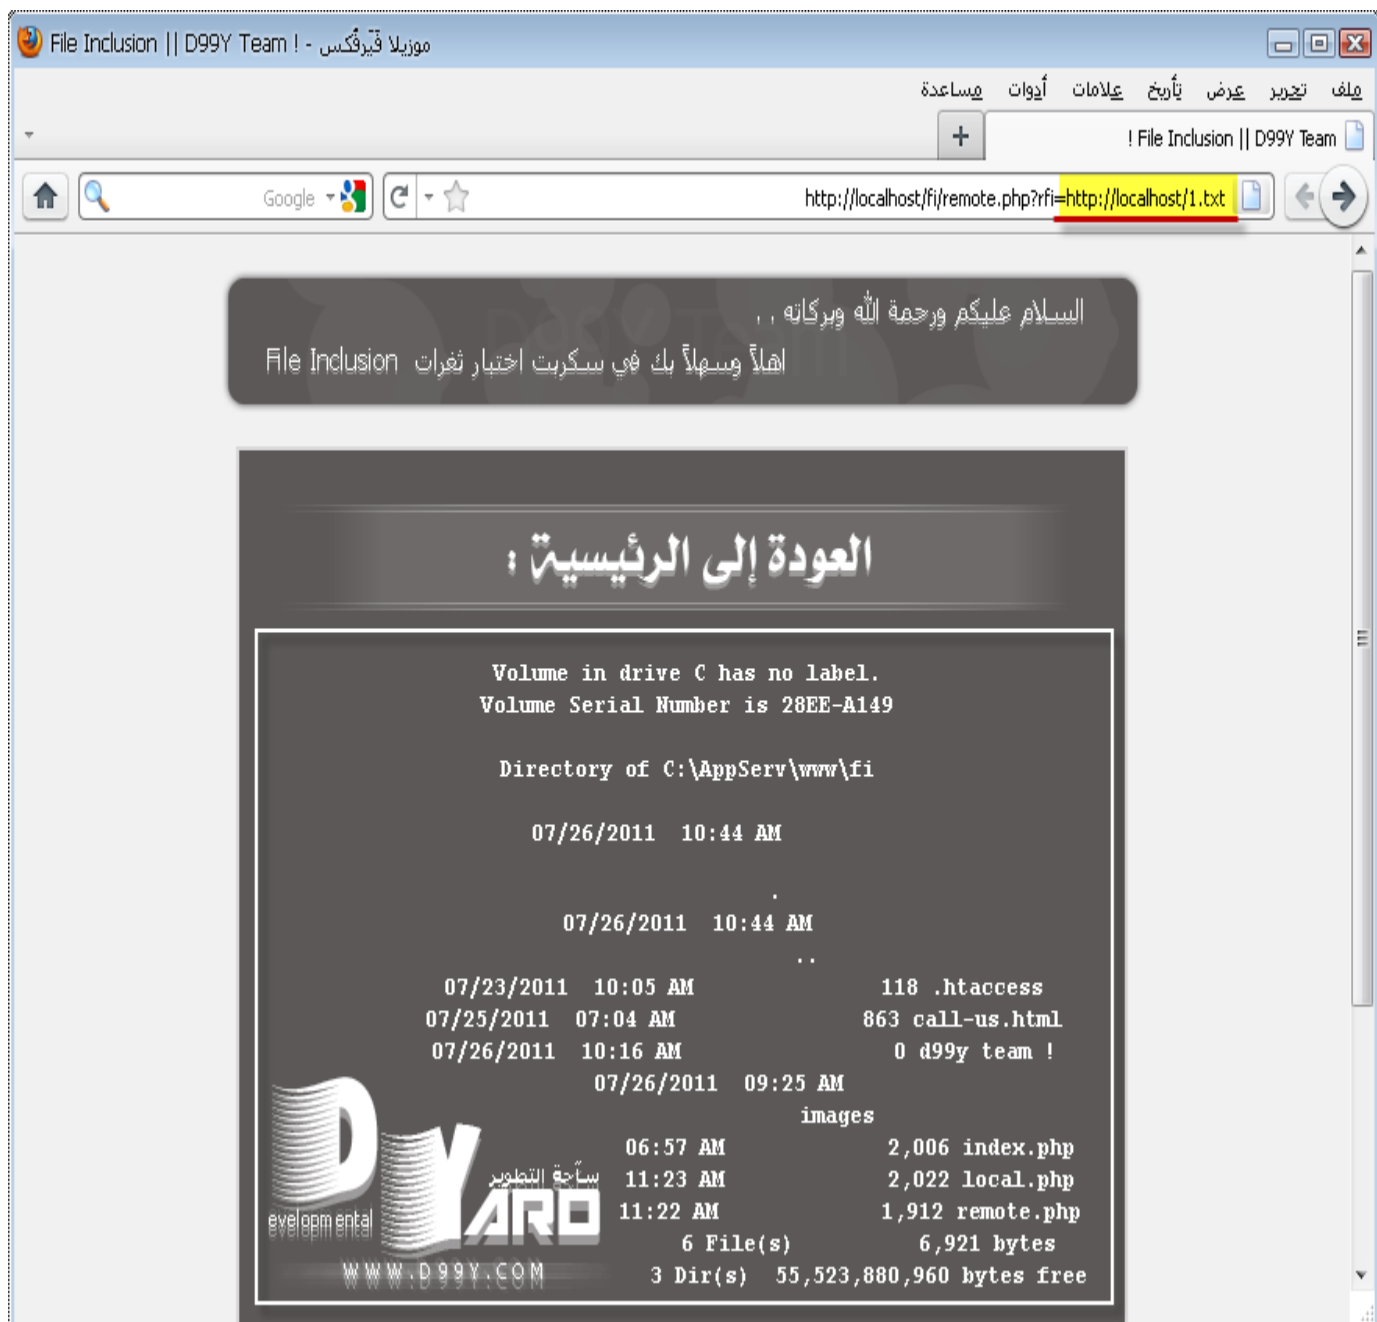 File Inclusion || D99Y Team ! - موزيلا فَيَرفُكس
ملف تحرير عرض تأريخ علامات أدوات مساعدة
! File Inclusion || D99Y Team
http://localhost/fi/remote.php?rfi=http://localhost/1.txt
Google
السلام عليكم ورحمة الله وبركاته . .
اهلاً وسهلاً بك في سكربت اختبار ثغرات File Inclusion
العودة إلى الرئيسية :
Volume in drive C has no label.
Volume Serial Number is 28EE-A149
Directory of C:\AppServ\www\fi
07/26/2011 10:44 AM
.
07/26/2011 10:44 AM
..
07/23/2011 10:05 AM 118 .htaccess
07/25/2011 07:04 AM 863 call-us.html
07/26/2011 10:16 AM 0 d99y team !
07/26/2011 09:25 AM
images
06:57 AM 2,006 index.php
11:23 AM 2,022 local.php
11:22 AM 1,912 remote.php
6 File(s) 6,921 bytes
3 Dir(s) 55,523,880,960 bytes free
ساحة التطوير
Developmental YARD
WWW.D99Y.COM